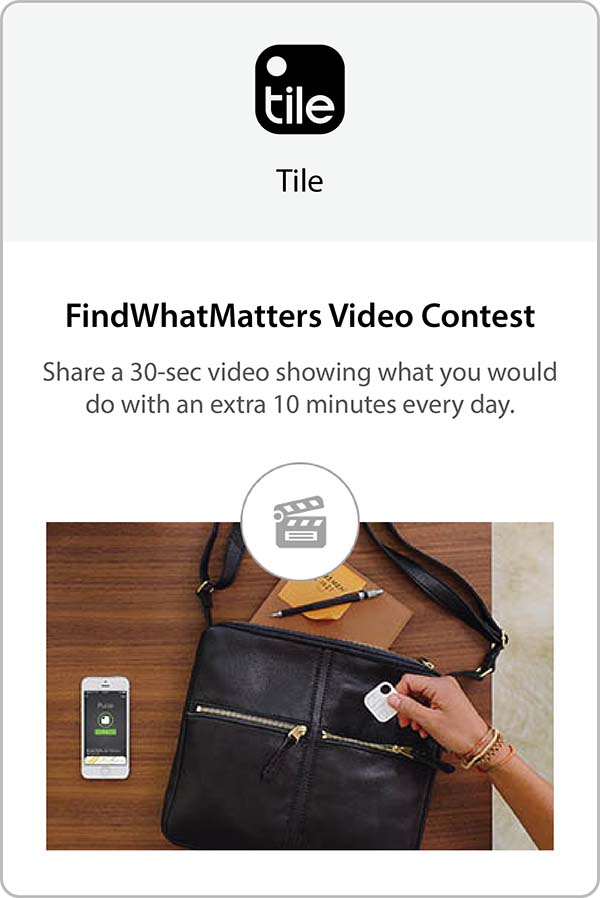 tile
Tile
FindWhatMatters Video Contest
Share a 30-sec video showing what you would
do with an extra 10 minutes every day.